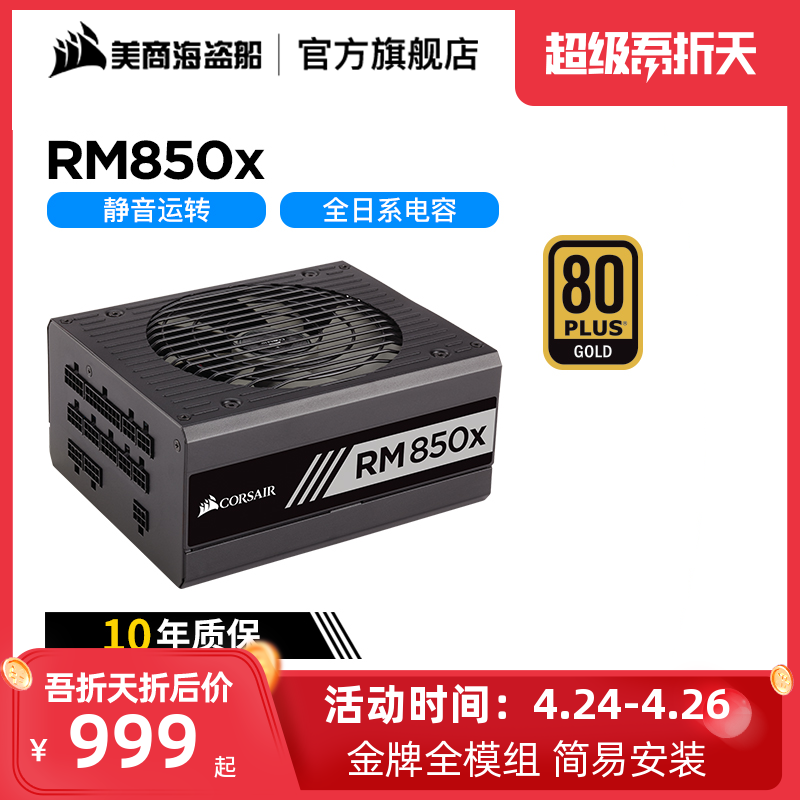 美商海盗船 | 官方旗舰店
超级吾折天
RM850x
静音运转
全日系电容
80
PLUS®
GOLD
RM850x
CORSAIR
10年质保
吾折天折后价
¥ 999 起
活动时间：4.24-4.26
金牌全模组 简易安装